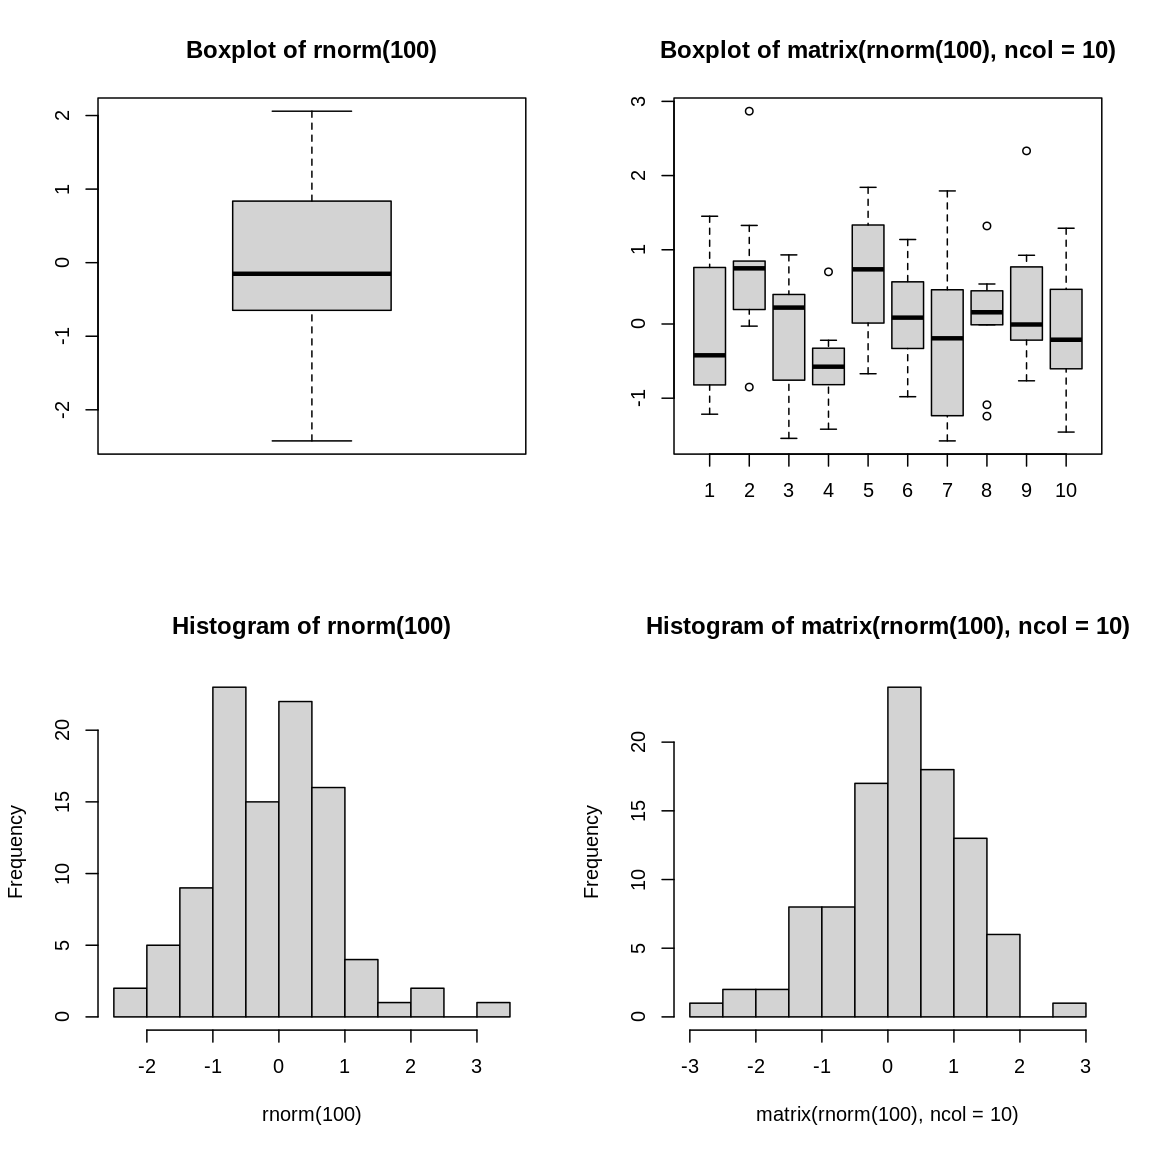 Boxplot of rnorm(100)
2
1
0
-1
-2
Boxplot of matrix(rnorm(100), ncol = 10)
3
2
1
0
-1
1 2 3 4 5 6 7 8 9 10
Histogram of rnorm(100)
Frequency
20
15
10
5
0
-2 -1 0 1 2 3
rnorm(100)
Histogram of matrix(rnorm(100), ncol = 10)
Frequency
20
15
10
5
0
-3 -2 -1 0 1 2 3
matrix(rnorm(100), ncol = 10)